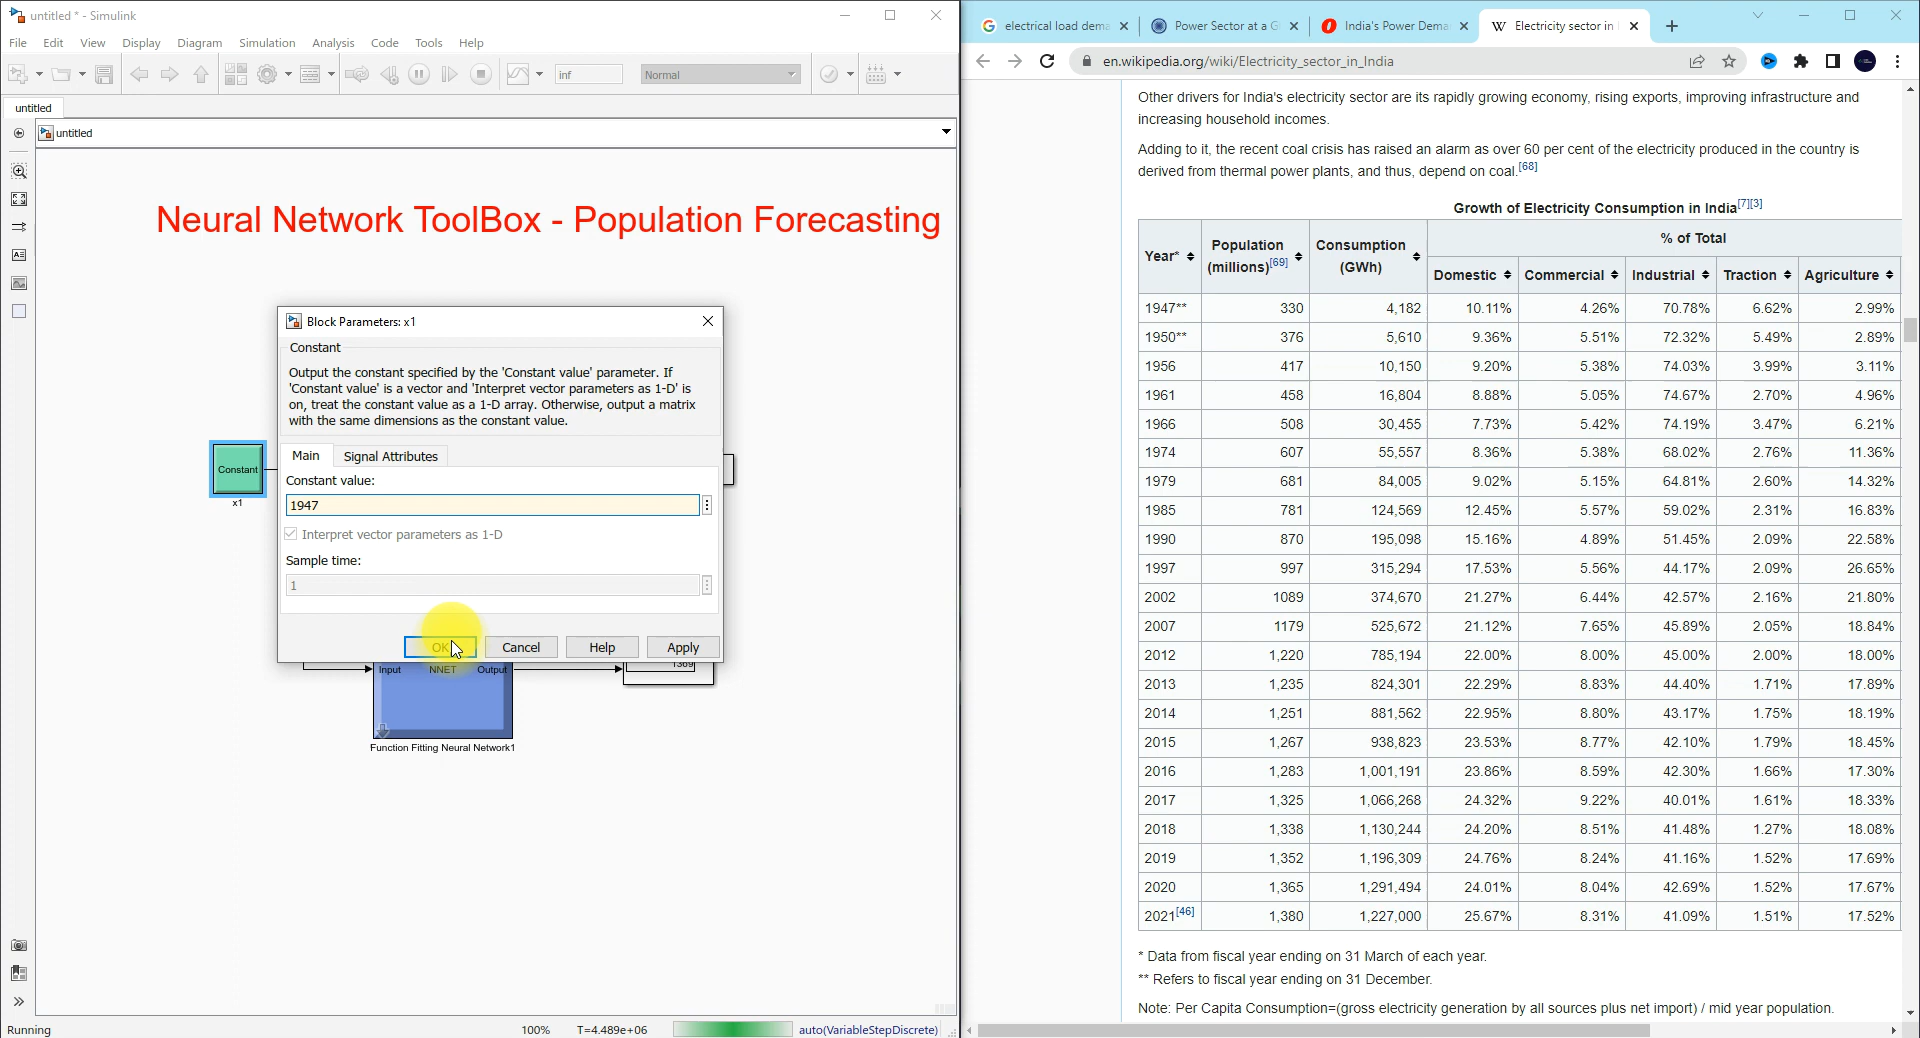 untitled * - Simulink
File Edit View Display Diagram Simulation Analysis Code Tools Help
inf
Normal
untitled
untitled
Neural Network ToolBox - Population Forecasting
Block Parameters: x1
Constant
Output the constant specified by the 'Constant value' parameter. If
'Constant value' is a vector and 'Interpret vector parameters as 1-D' is
on, treat the constant value as a 1-D array. Otherwise, output a matrix
with the same dimensions as the constant value.
Main Signal Attributes
Constant value:
1947
Interpret vector parameters as 1-D
Sample time:
1
OK Cancel Help Apply
Constant
x1
Input NNET Output
1369
Function Fitting Neural Network1
Running 100% T=4.489e+06 auto(VariableStepDiscrete)
electrical load dema
Power Sector at a G
India's Power Dema
Electricity sector in
en.wikipedia.org/wiki/Electricity_sector_in_India
Other drivers for India's electricity sector are its rapidly growing economy, rising exports, improving infrastructure and
increasing household incomes.
Adding to it, the recent coal crisis has raised an alarm as over 60 per cent of the electricity produced in the country is
derived from thermal power plants, and thus, depend on coal.[68]
Growth of Electricity Consumption in India[7][3]
Year* Population (millions)[69] Consumption (GWh) % of Total
Domestic Commercial Industrial Traction Agriculture
1947** 330 4,182 10.11% 4.26% 70.78% 6.62% 2.99%
1950** 376 5,610 9.36% 5.51% 72.32% 5.49% 2.89%
1956 417 10,150 9.20% 5.38% 74.03% 3.99% 3.11%
1961 458 16,804 8.88% 5.05% 74.67% 2.70% 4.96%
1966 508 30,455 7.73% 5.42% 74.19% 3.47% 6.21%
1974 607 55,557 8.36% 5.38% 68.02% 2.76% 11.36%
1979 681 84,005 9.02% 5.15% 64.81% 2.60% 14.32%
1985 781 124,569 12.45% 5.57% 59.02% 2.31% 16.83%
1990 870 195,098 15.16% 4.89% 51.45% 2.09% 22.58%
1997 997 315,294 17.53% 5.56% 44.17% 2.09% 26.65%
2002 1089 374,670 21.27% 6.44% 42.57% 2.16% 21.80%
2007 1179 525,672 21.12% 7.65% 45.89% 2.05% 18.84%
2012 1,220 785,194 22.00% 8.00% 45.00% 2.00% 18.00%
2013 1,235 824,301 22.29% 8.83% 44.40% 1.71% 17.89%
2014 1,251 881,562 22.95% 8.80% 43.17% 1.75% 18.19%
2015 1,267 938,823 23.53% 8.77% 42.10% 1.79% 18.45%
2016 1,283 1,001,191 23.86% 8.59% 42.30% 1.66% 17.30%
2017 1,325 1,066,268 24.32% 9.22% 40.01% 1.61% 18.33%
2018 1,338 1,130,244 24.20% 8.51% 41.48% 1.27% 18.08%
2019 1,352 1,196,309 24.76% 8.24% 41.16% 1.52% 17.69%
2020 1,365 1,291,494 24.01% 8.04% 42.69% 1.52% 17.67%
2021[46] 1,380 1,227,000 25.67% 8.31% 41.09% 1.51% 17.52%
* Data from fiscal year ending on 31 March of each year.
** Refers to fiscal year ending on 31 December.
Note: Per Capita Consumption=(gross electricity generation by all sources plus net import) / mid year population.